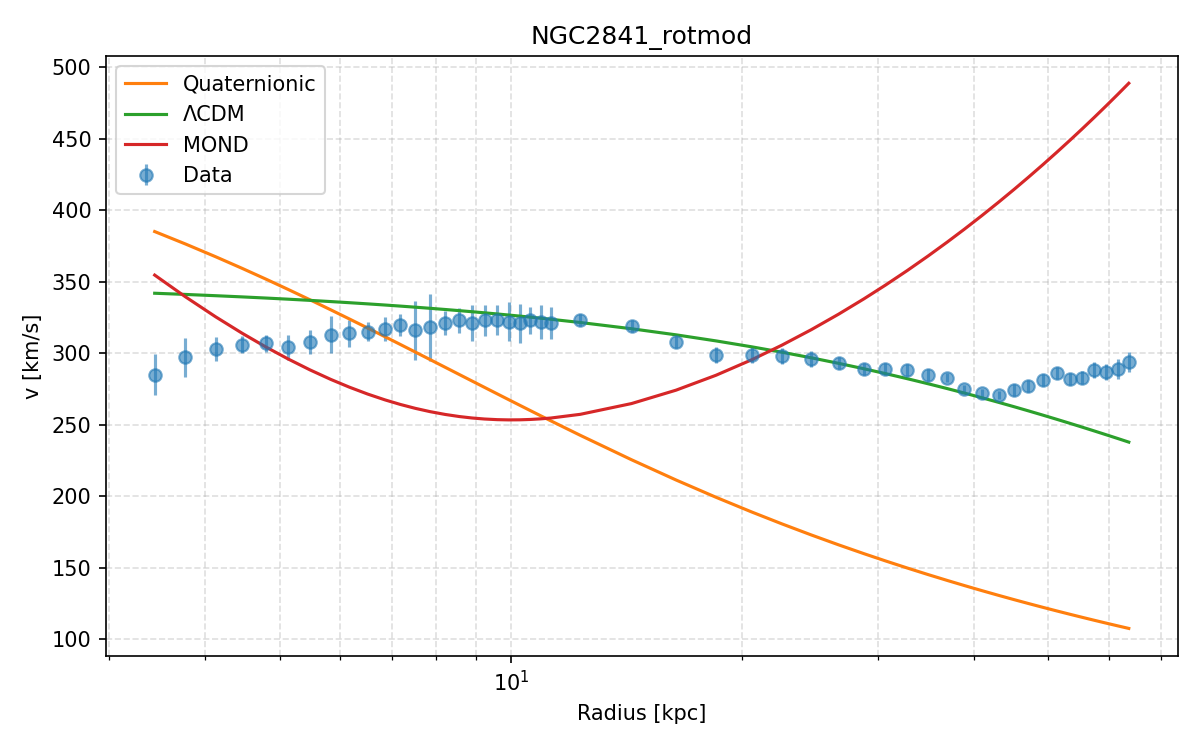 NGC2841_rotmod
Quaternionic
ΛCDM
MOND
Data
500
450
400
350
300
250
200
150
100
v [km/s]
10¹
Radius [kpc]